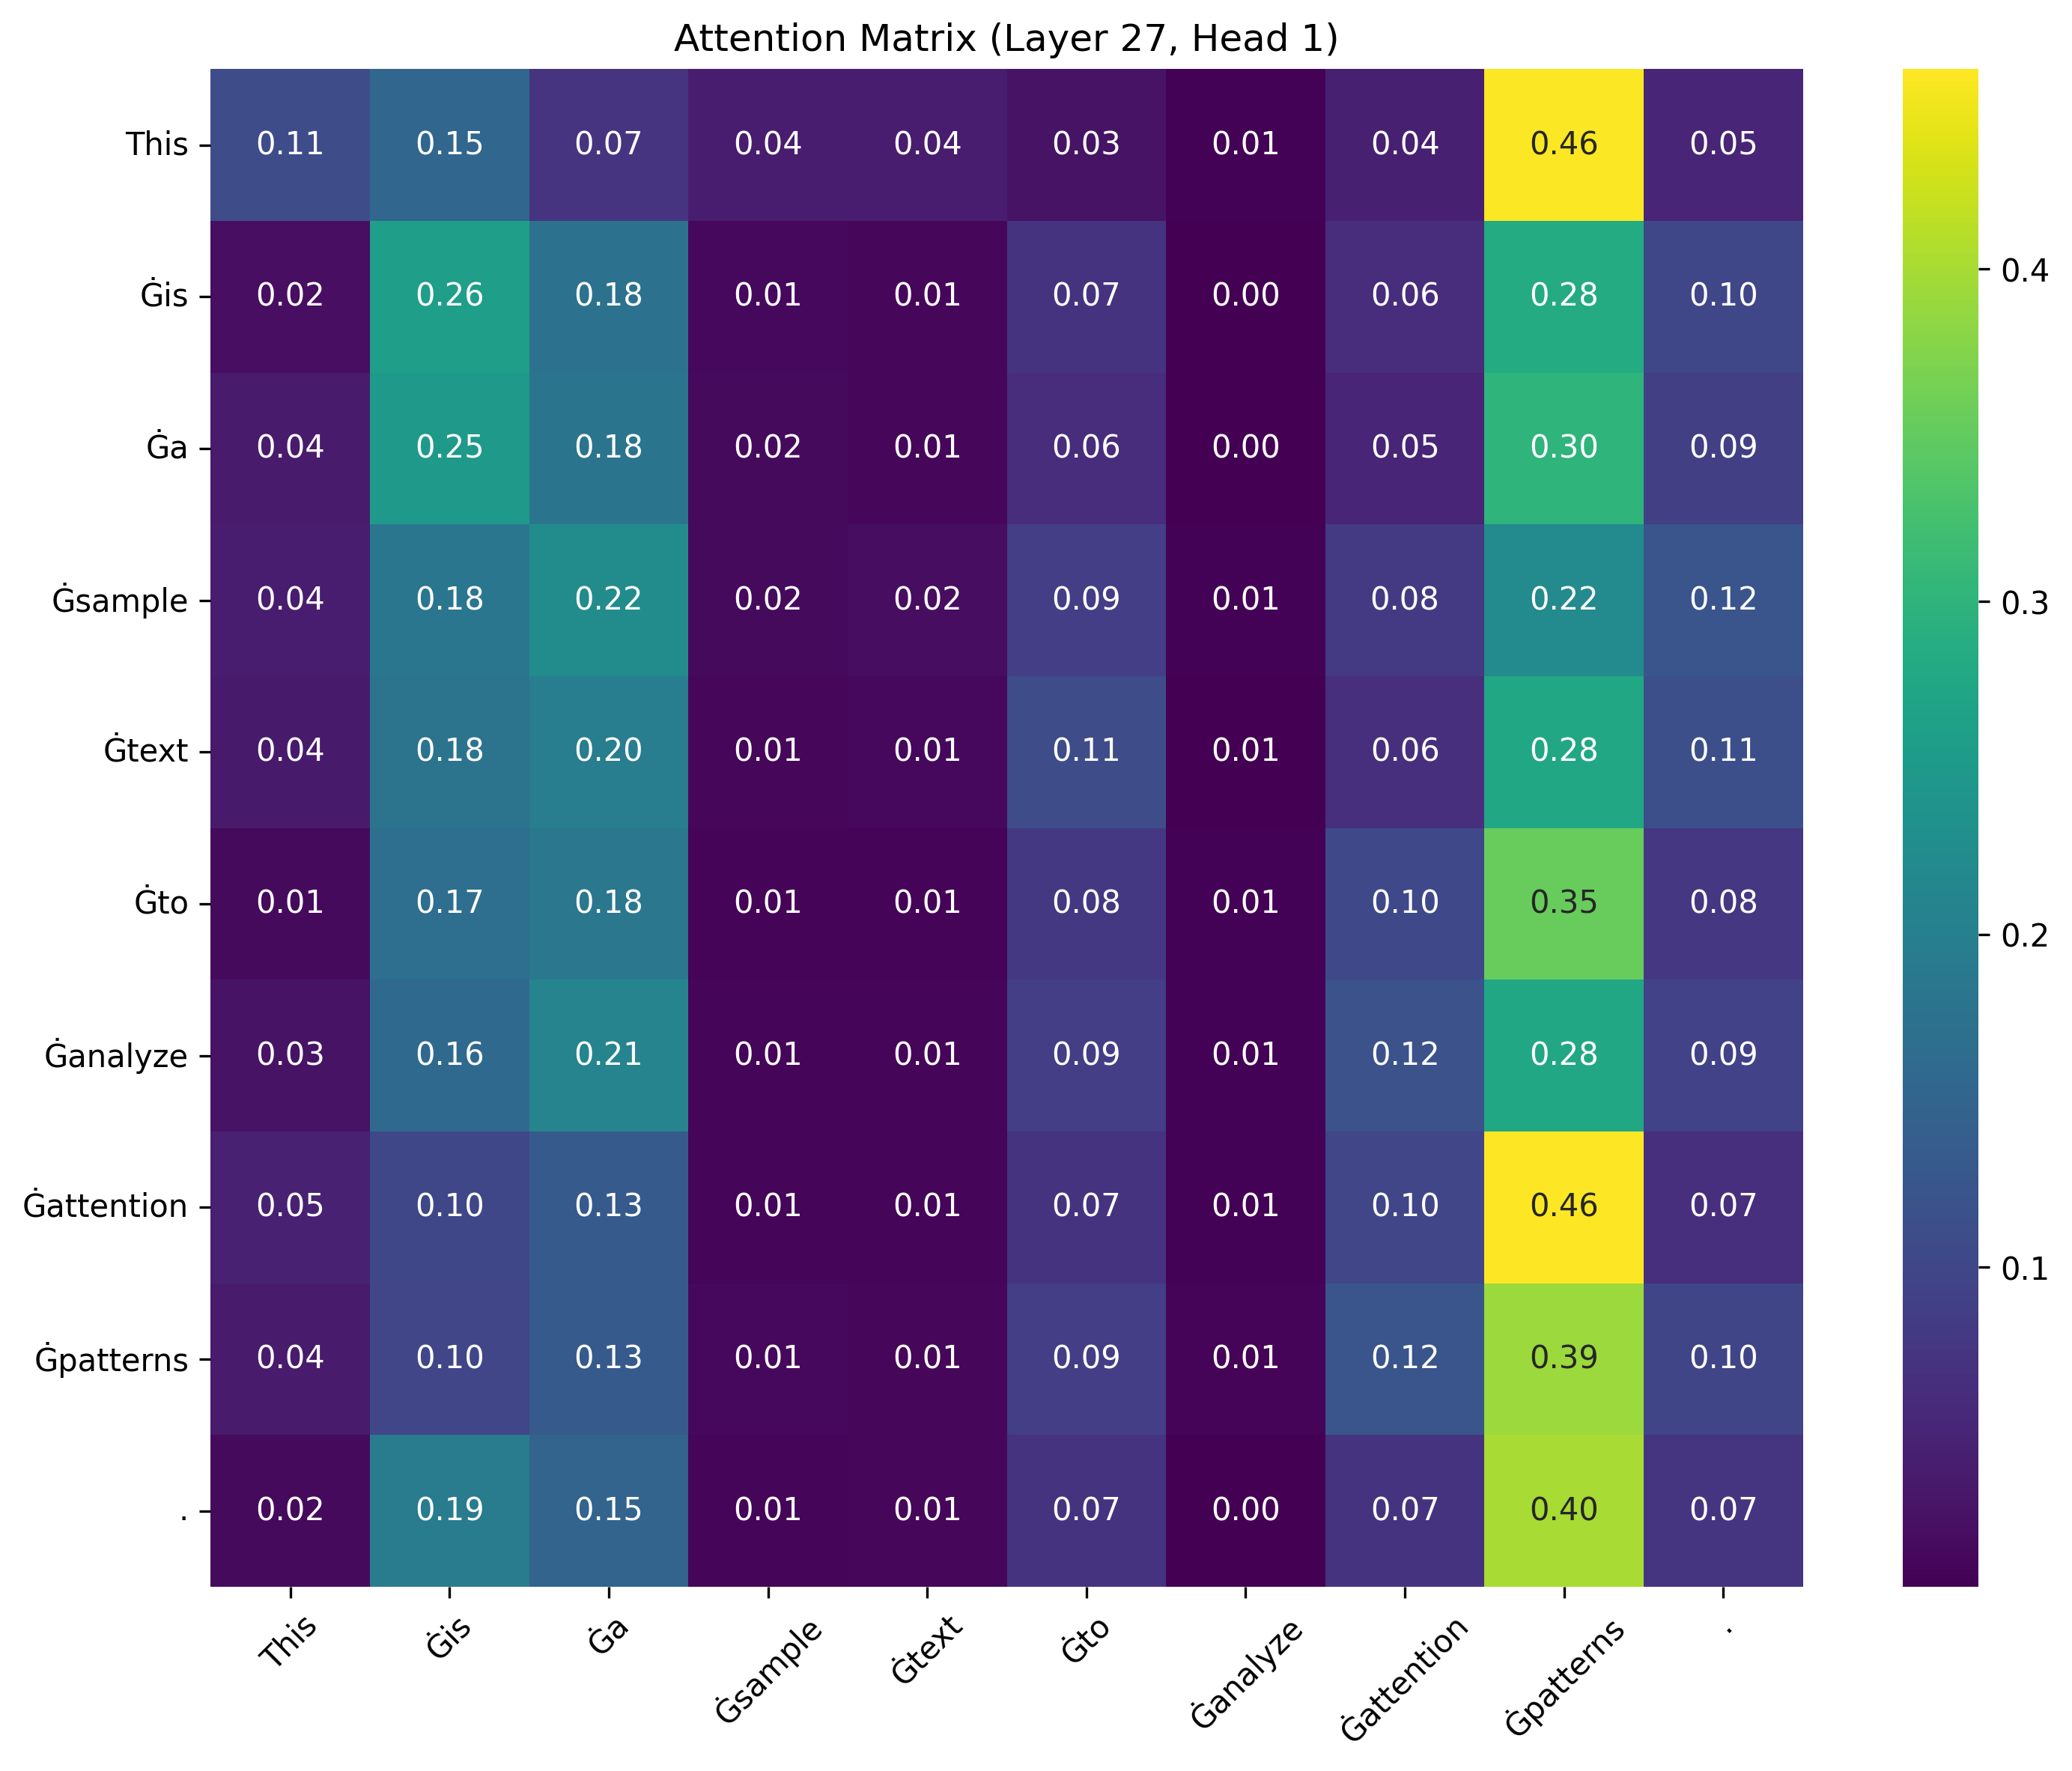 Attention Matrix (Layer 27, Head 1)
This 0.11 0.15 0.07 0.04 0.04 0.03 0.01 0.04 0.46 0.05
Ġis 0.02 0.26 0.18 0.01 0.01 0.07 0.00 0.06 0.28 0.10
Ġa 0.04 0.25 0.18 0.02 0.01 0.06 0.00 0.05 0.30 0.09
Ġsample 0.04 0.18 0.22 0.02 0.02 0.09 0.01 0.08 0.22 0.12
Ġtext 0.04 0.18 0.20 0.01 0.01 0.11 0.01 0.06 0.28 0.11
Ġto 0.01 0.17 0.18 0.01 0.01 0.08 0.01 0.10 0.35 0.08
Ġanalyze 0.03 0.16 0.21 0.01 0.01 0.09 0.01 0.12 0.28 0.09
Ġattention 0.05 0.10 0.13 0.01 0.01 0.07 0.01 0.10 0.46 0.07
Ġpatterns 0.04 0.10 0.13 0.01 0.01 0.09 0.01 0.12 0.39 0.10
. 0.02 0.19 0.15 0.01 0.01 0.07 0.00 0.07 0.40 0.07
This Ġis Ġa Ġsample Ġtext Ġto Ġanalyze Ġattention Ġpatterns .
0.4
0.3
0.2
0.1